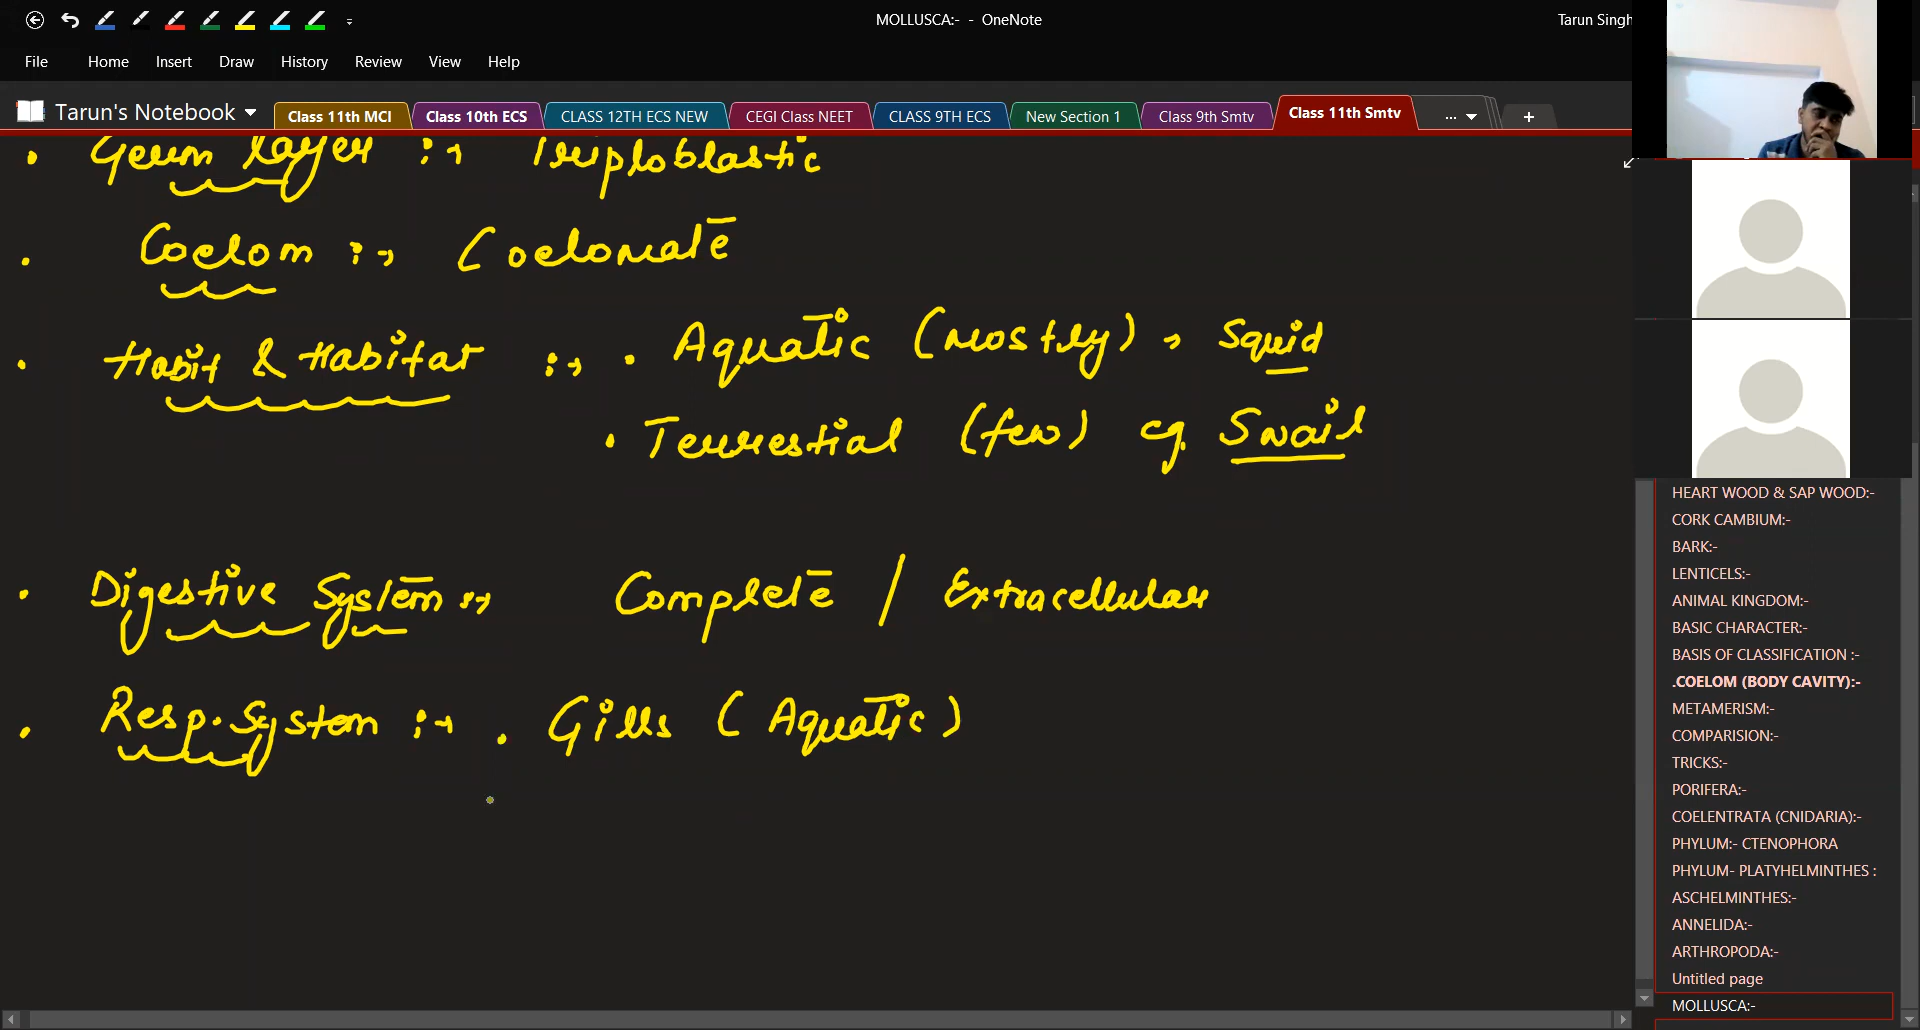 MOLLUSCA:- - OneNote
Tarun Singh
File Home Insert Draw History Review View Help
Tarun's Notebook
Class 11th MCI
Class 10th ECS
CLASS 12TH ECS NEW
CEGI Class NEET
CLASS 9TH ECS
New Section 1
Class 9th Smtv
Class 11th Smtv
...
• Germ layer :→ Triploblastic
• Coelom :→ Coelomate
• Habit & Habitat :→ • Aquatic (mostly) , Squid
• Terrestial (few) eg. Snail
• Digestive System :→ Complete / Extracellular
• Resp. System :→ • Gills (Aquatic)
HEART WOOD & SAP WOOD:-
CORK CAMBIUM:-
BARK:-
LENTICELS:-
ANIMAL KINGDOM:-
BASIC CHARACTER:-
BASIS OF CLASSIFICATION :-
.COELOM (BODY CAVITY):-
METAMERISM:-
COMPARISION:-
TRICKS:-
PORIFERA:-
COELENTRATA (CNIDARIA):-
PHYLUM:- CTENOPHORA
PHYLUM- PLATYHELMINTHES :
ASCHELMINTHES:-
ANNELIDA:-
ARTHROPODA:-
Untitled page
MOLLUSCA:-